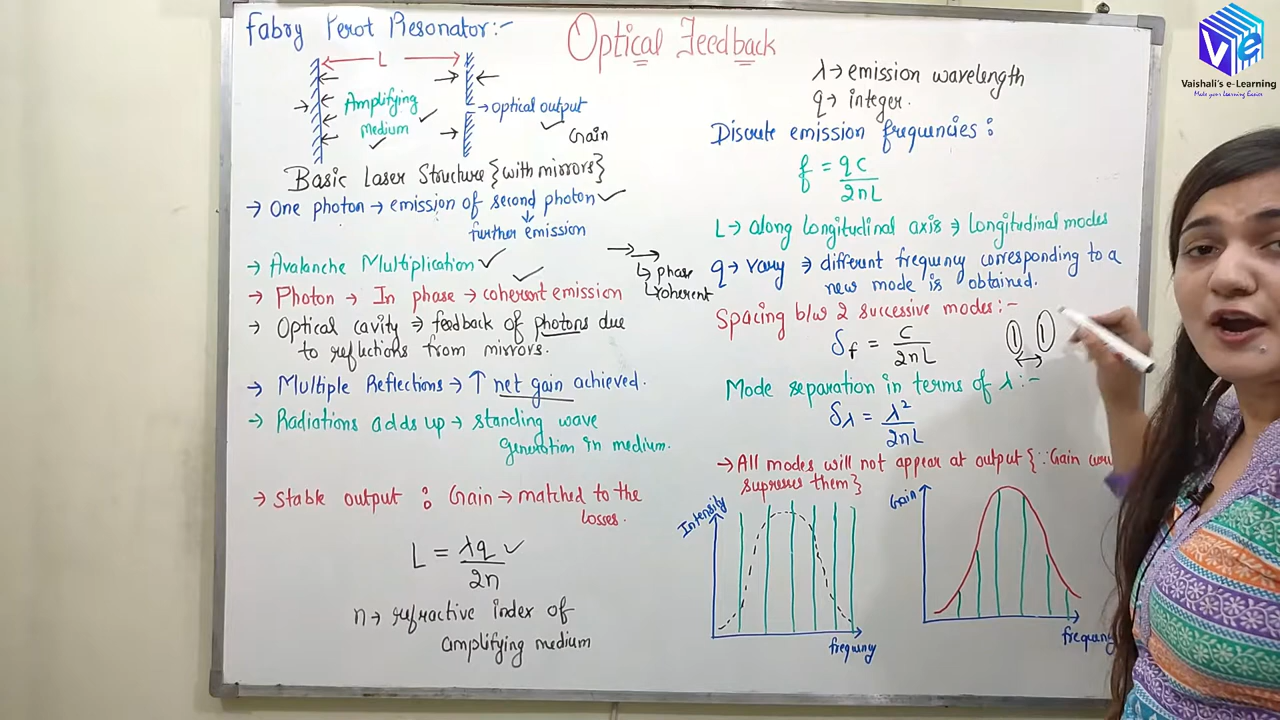 Optical Feedback
Fabry Perot Resonator:-
L
Amplifying
Medium
→ optical output
Gain
Basic Laser Structure {with mirrors}
→ One photon → emission of second photon
further emission
→ Avalanche Multiplication
→ Photon → In phase → coherent emission
→ phase
→ coherent
→ Optical cavity ⇒ feedback of photons due
to reflections from mirrors.
→ Multiple Reflections → ↑ net gain achieved.
→ Radiations adds up → standing wave
generation in medium.
→ Stable output : Gain → matched to the
losses.
L = λq / 2n
n → refractive index of
amplifying medium
λ → emission wavelength
q → integer.
Discrete emission frequencies :
f = qc / 2nL
L → along longitudinal axis ⇒ Longitudinal modes
q → vary ⇒ different frequency corresponding to a
new mode is obtained.
Spacing b/w 2 successive modes:-
δf = c / 2nL
Mode separation in terms of λ :-
δλ = λ² / 2nL
→ All modes will not appear at output {∵ Gain
supresses them}
Intensity
frequency
Gain
frequency
Ve
Vaishali's e-Learning
Make your Learning Easier